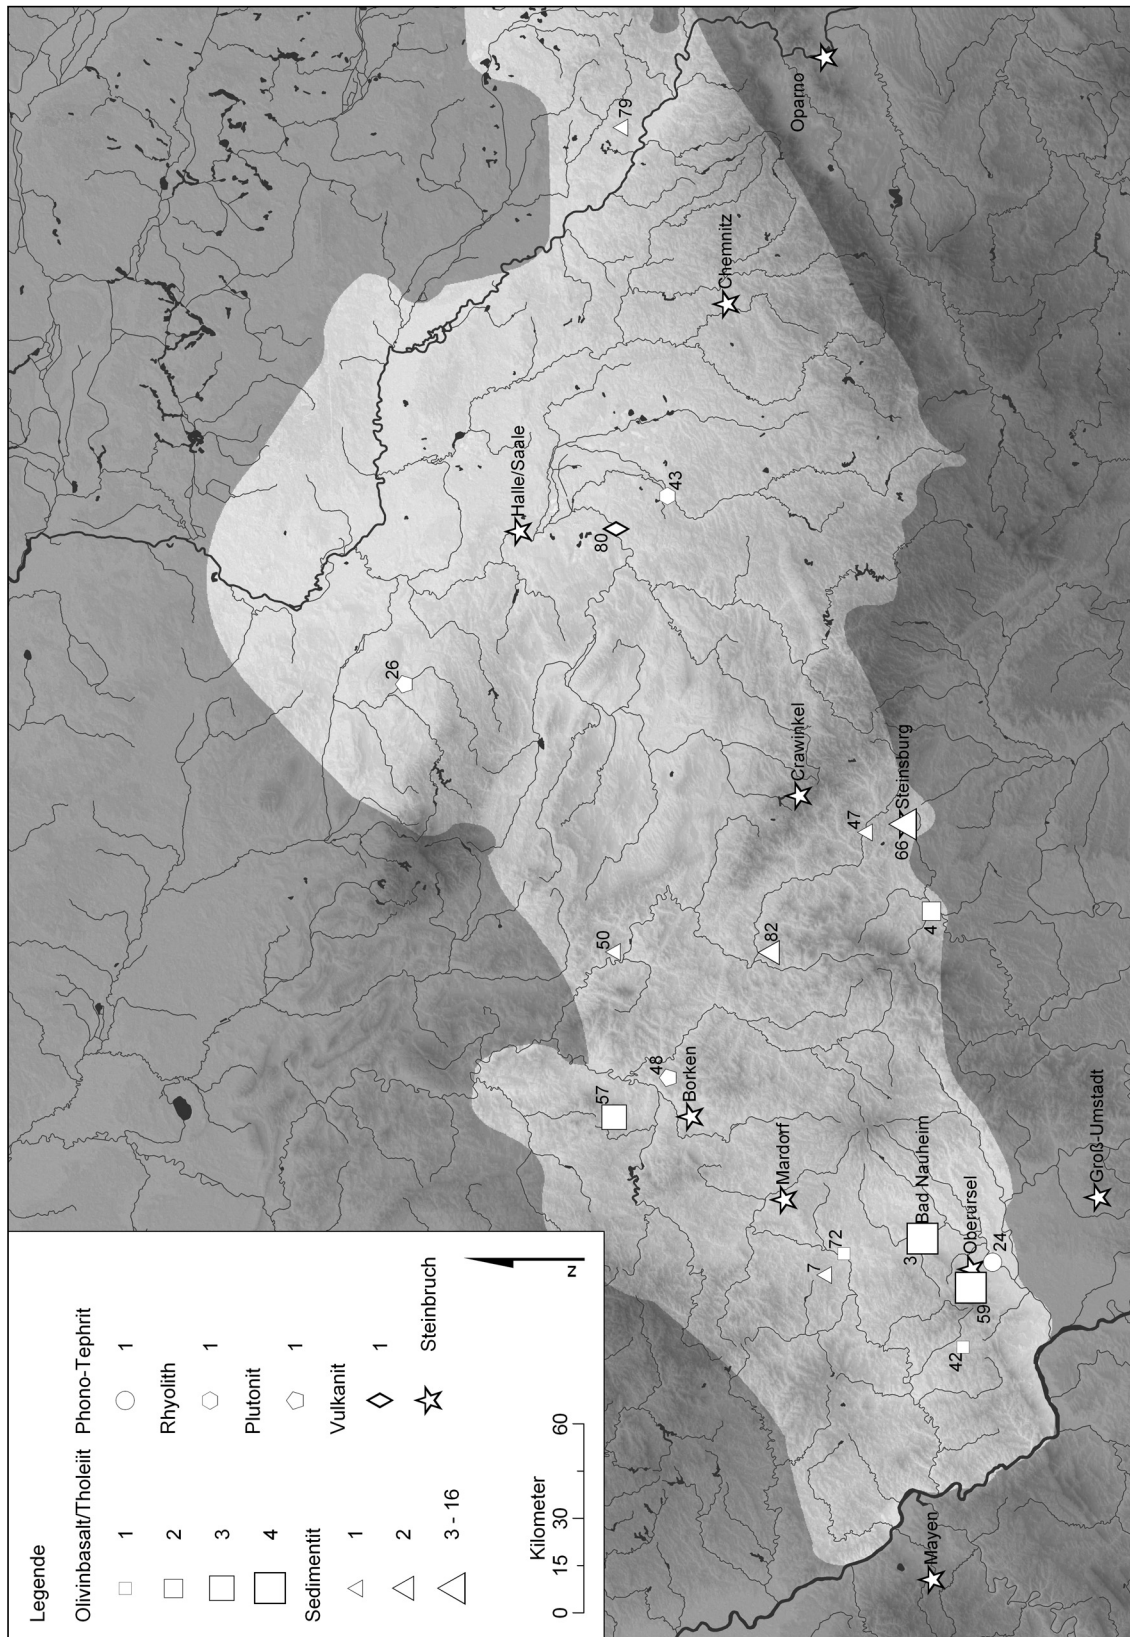 Legende
Olivinbasalt/Tholeiit
1
2
3
4
Sedimentit
1
2
3 - 16
Phono-Tephrit
1
Rhyolith
1
Plutonit
1
Vulkanit
1
Steinbruch
Kilometer
0 15 30 60
N
26
Halle/Saale
80
43
79
Chemnitz
Oparno
50
57
48
Borken
82
Crawinkel
47
66
Steinsburg
4
Mardorf
7
72
3
Bad Nauheim
Oberursel
59
24
42
Mayen
Groß-Umstadt